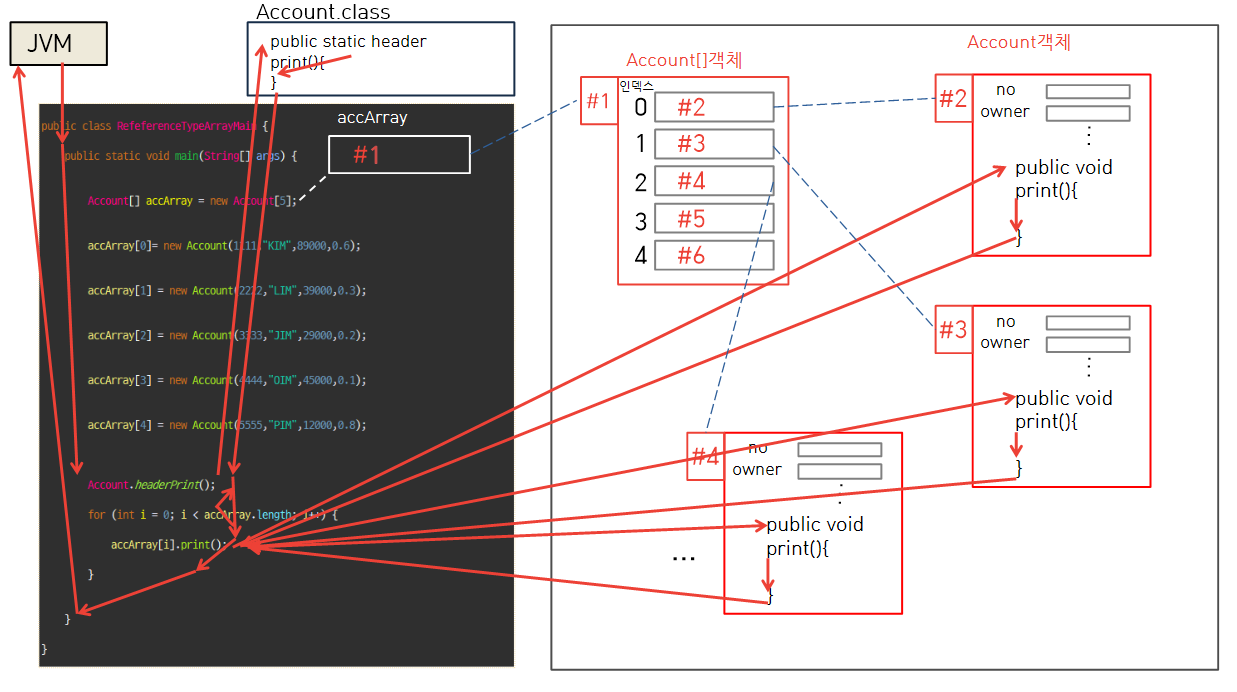 Account.class
JVM
public static header
print(){
}
public class RefeferenceTypeArrayMain {
public static void main(String[] args) {
accArray
#1
Account[] accArray = new Account[5];
accArray[0]= new Account(1111,"KIM",89000,0.6);
accArray[1] = new Account(2222,"LIM",39000,0.3);
accArray[2] = new Account(3333,"JIM",29000,0.2);
accArray[3] = new Account(4444,"OIM",45000,0.1);
accArray[4] = new Account(5555,"PIM",12000,0.8);
Account.headerPrint();
for (int i = 0; i < accArray.length; i++) {
accArray[i].print();
}
}
}
Account[]객체
#1
인덱스
0 #2
1 #3
2 #4
3 #5
4 #6
Account객체
#2
no
owner
⋮
public void
print(){
}
#3
no
owner
⋮
public void
print(){
}
#4
no
owner
⋮
public void
print(){
}
...